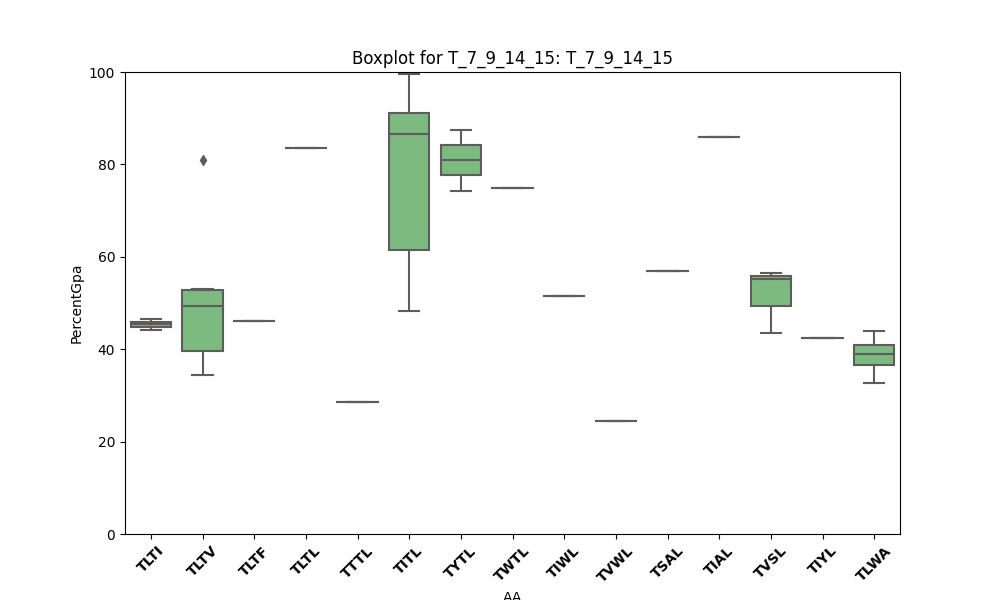 Boxplot for T_7_9_14_15: T_7_9_14_15
100
80
60
40
20
0
PercentGpa
TLTI TLTV TLTF TLTL TTTL TITL TYTL TWTL TIWL TVWL TSAL TIAL TVSL TIYL TLWA
AA